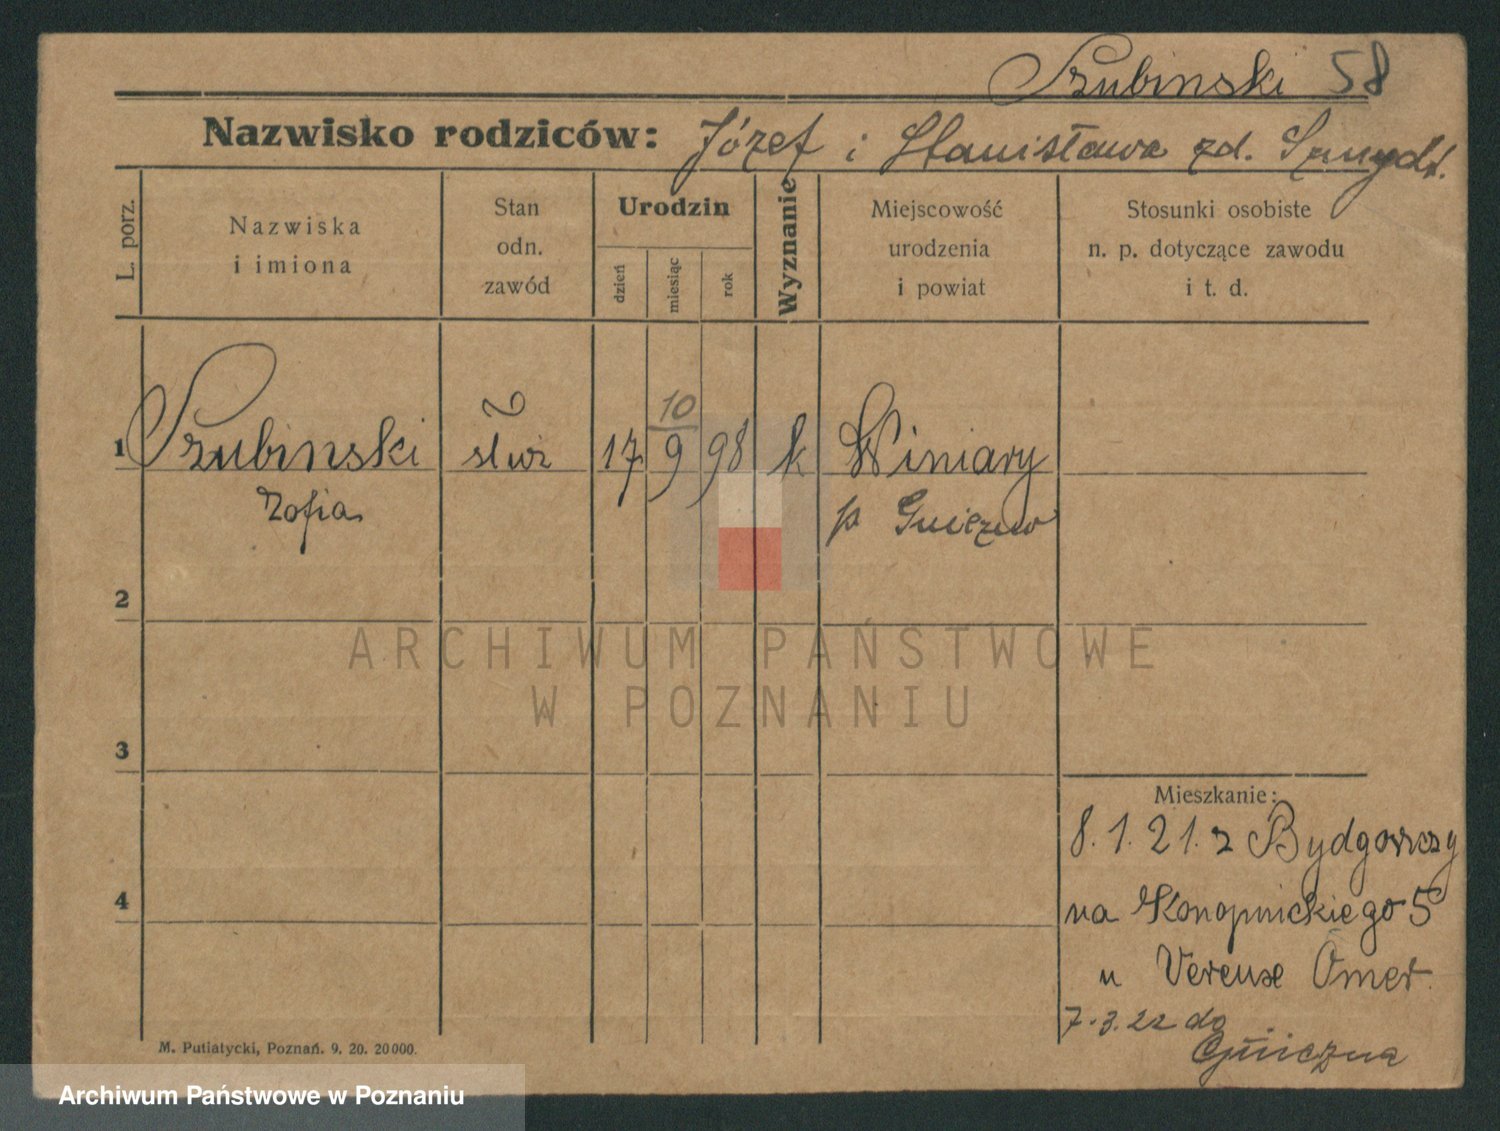 Szubinski 58
Nazwisko rodziców: Józef i Stanisława zd. Szmydt.
L. porz.
Nazwiska
i imiona
Stan
odn.
zawód
Urodzin
dzień
miesiąc
rok
Wyznanie
Miejscowość
urodzenia
i powiat
Stosunki osobiste
n. p. dotyczące zawodu
i t. d.
10
1 Szubinski służ 17 9 98 k Winiary
Zofia p Gniezno
2
ARCHIWUM PAŃSTWOWE
W POZNANIU
3
Mieszkanie:
8. 1. 21. z Bydgoszczy
4
na Konopnickiego 5
u
7.3.22 do
Gniezna
M. Putiatycki, Poznań. 9. 20. 20000.
Archiwum Państwowe w Poznaniu